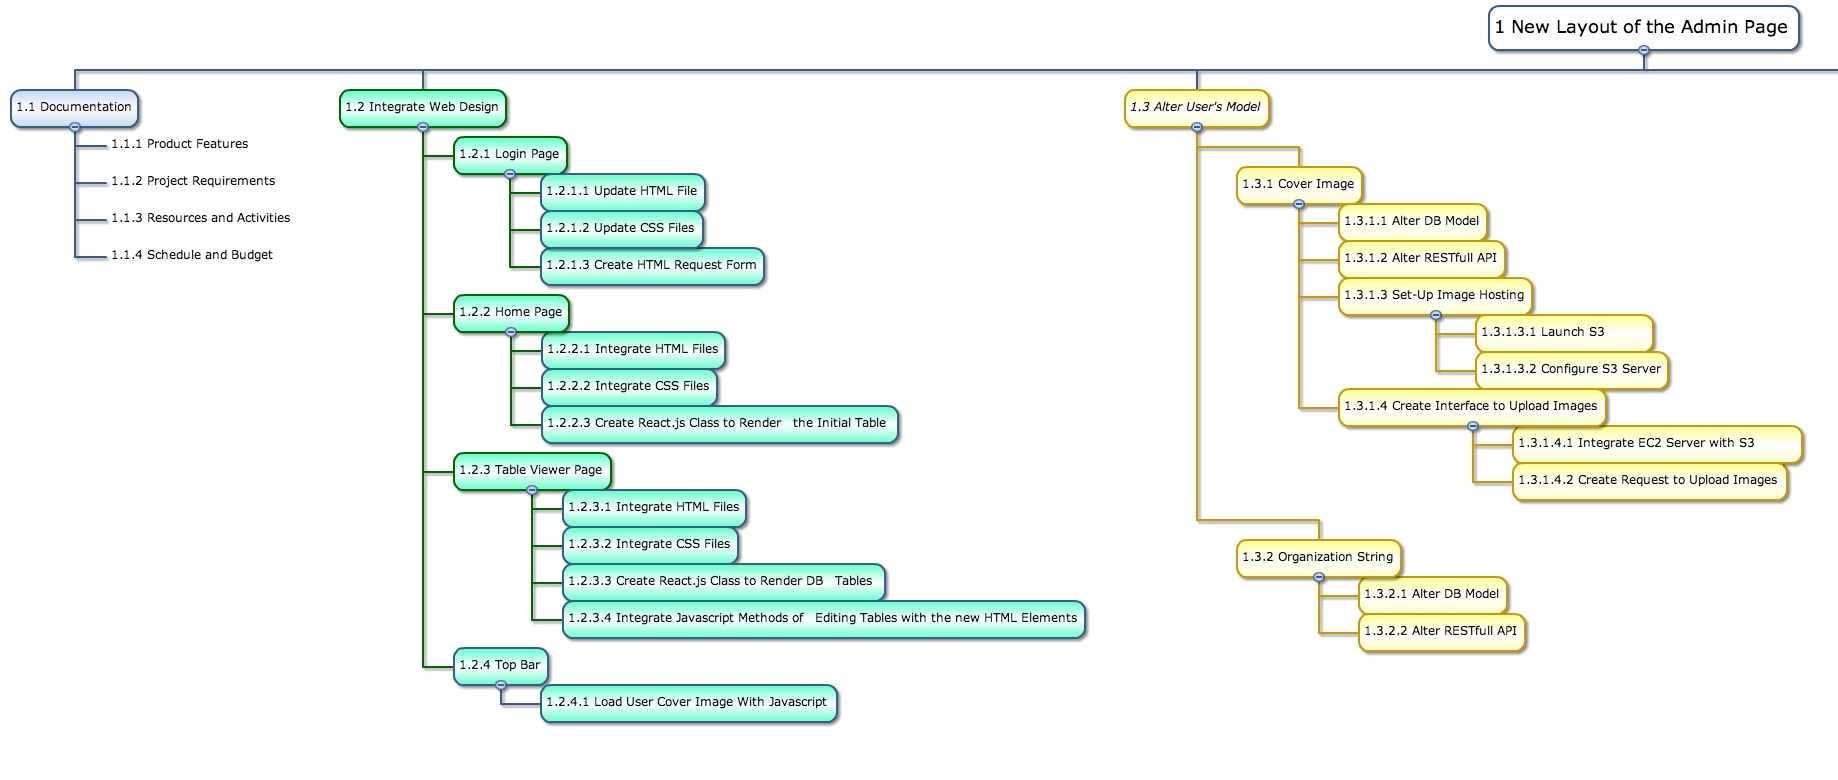 1 New Layout of the Admin Page
1.1 Documentation
1.1.1 Product Features
1.1.2 Project Requirements
1.1.3 Resources and Activities
1.1.4 Schedule and Budget
1.2 Integrate Web Design
1.2.1 Login Page
1.2.1.1 Update HTML File
1.2.1.2 Update CSS Files
1.2.1.3 Create HTML Request Form
1.2.2 Home Page
1.2.2.1 Integrate HTML Files
1.2.2.2 Integrate CSS Files
1.2.2.3 Create React.js Class to Render   the Initial Table
1.2.3 Table Viewer Page
1.2.3.1 Integrate HTML Files
1.2.3.2 Integrate CSS Files
1.2.3.3 Create React.js Class to Render DB   Tables
1.2.3.4 Integrate Javascript Methods of   Editing Tables with the new HTML Elements
1.2.4 Top Bar
1.2.4.1 Load User Cover Image With Javascript
1.3 Alter User's Model
1.3.1 Cover Image
1.3.1.1 Alter DB Model
1.3.1.2 Alter RESTfull API
1.3.1.3 Set-Up Image Hosting
1.3.1.3.1 Launch S3
1.3.1.3.2 Configure S3 Server
1.3.1.4 Create Interface to Upload Images
1.3.1.4.1 Integrate EC2 Server with S3
1.3.1.4.2 Create Request to Upload Images
1.3.2 Organization String
1.3.2.1 Alter DB Model
1.3.2.2 Alter RESTfull API